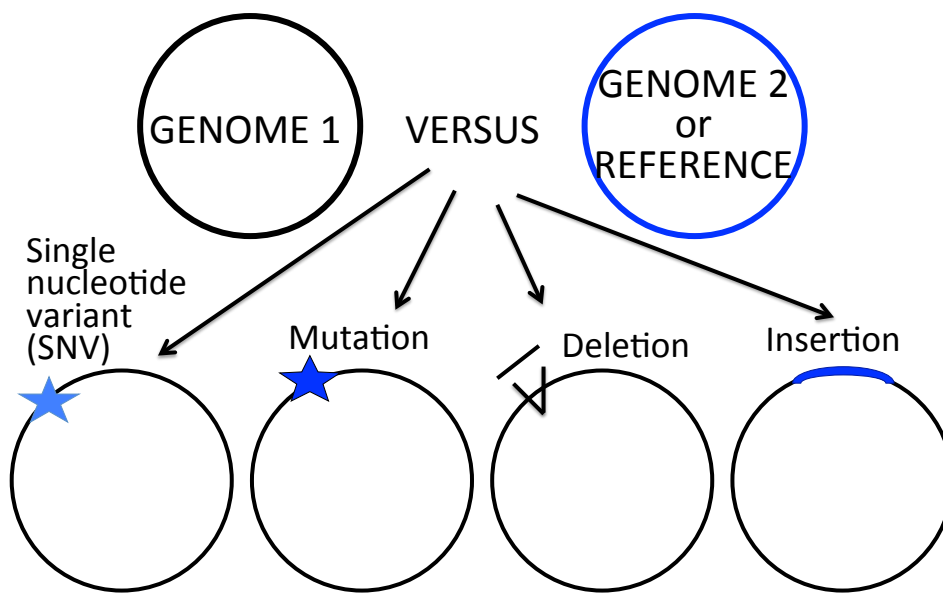 GENOME 1
VERSUS
GENOME 2
or
REFERENCE
Single
nucleotide
variant
(SNV)
Mutation
Deletion
Insertion